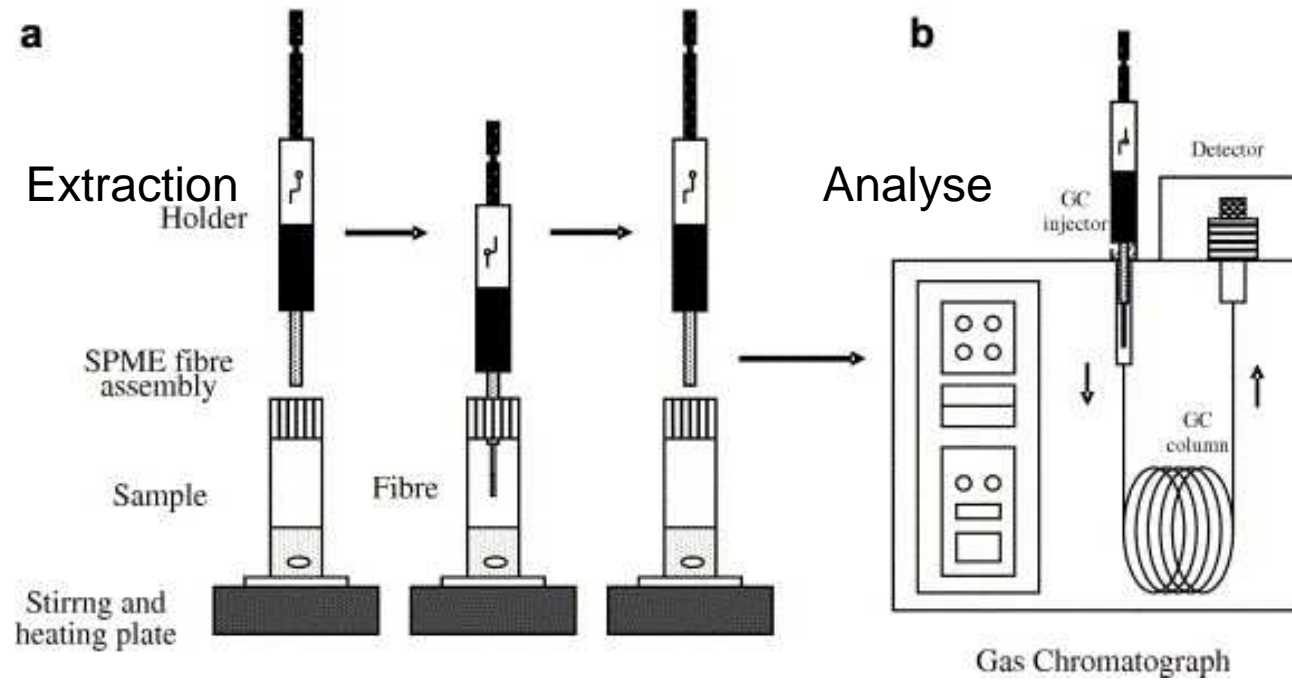 a
Extraction
Holder
SPME fibre
assembly
Sample
Fibre
Stirrng and
heating plate
b
Analyse
Detector
GC
injector
GC
column
Gas Chromatograph